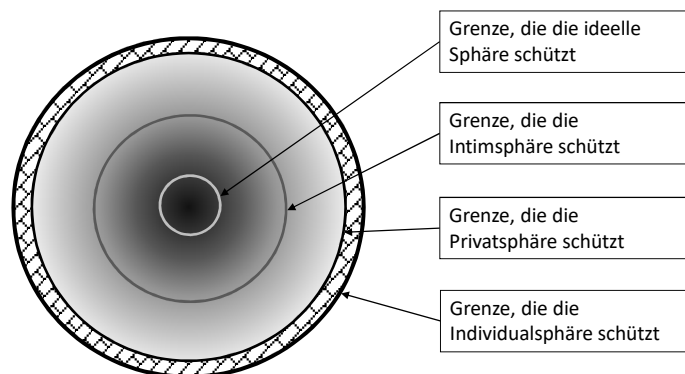 Grenze, die die ideelle
Sphäre schützt
Grenze, die die
Intimsphäre schützt
Grenze, die die
Privatsphäre schützt
Grenze, die die
Individualsphäre schützt